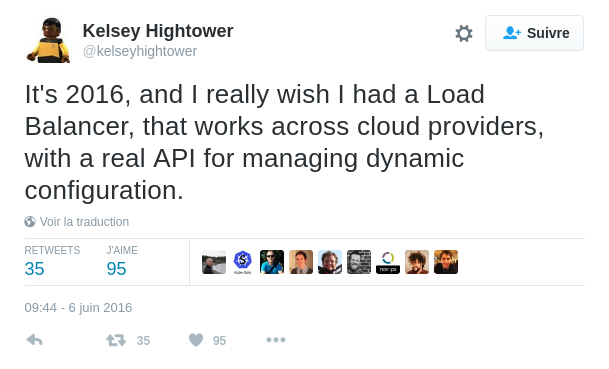 Kelsey Hightower
@kelseyhightower
Suivre
It's 2016, and I really wish I had a Load
Balancer, that works across cloud providers,
with a real API for managing dynamic
configuration.
Voir la traduction
RETWEETS J'AIME
35 95
09:44 - 6 juin 2016
35 95